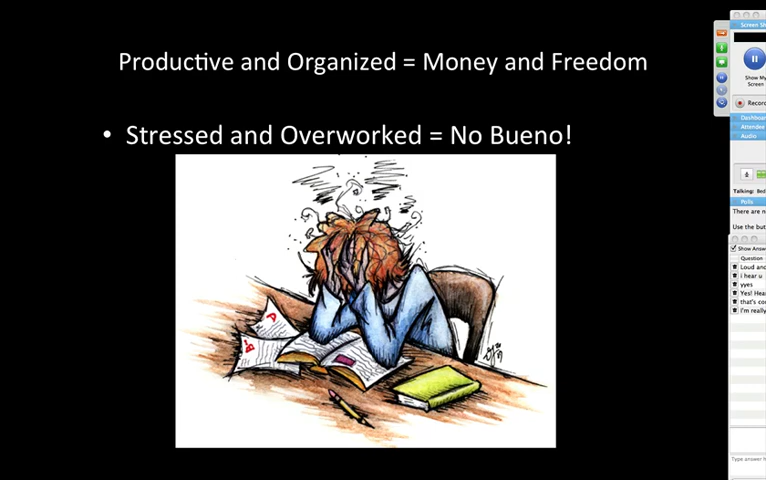 Productive and Organized = Money and Freedom
• Stressed and Overworked = No Bueno!
A
B
Screen Sh
Show My
Screen
Record
Dashboa
Attendee
Audio
Talking: Bed
Polls
There are n
Use the but
Show Answ
Question
Loud and
i hear u
yyes
Yes! Hea
that's co
I'm really
Type answer h